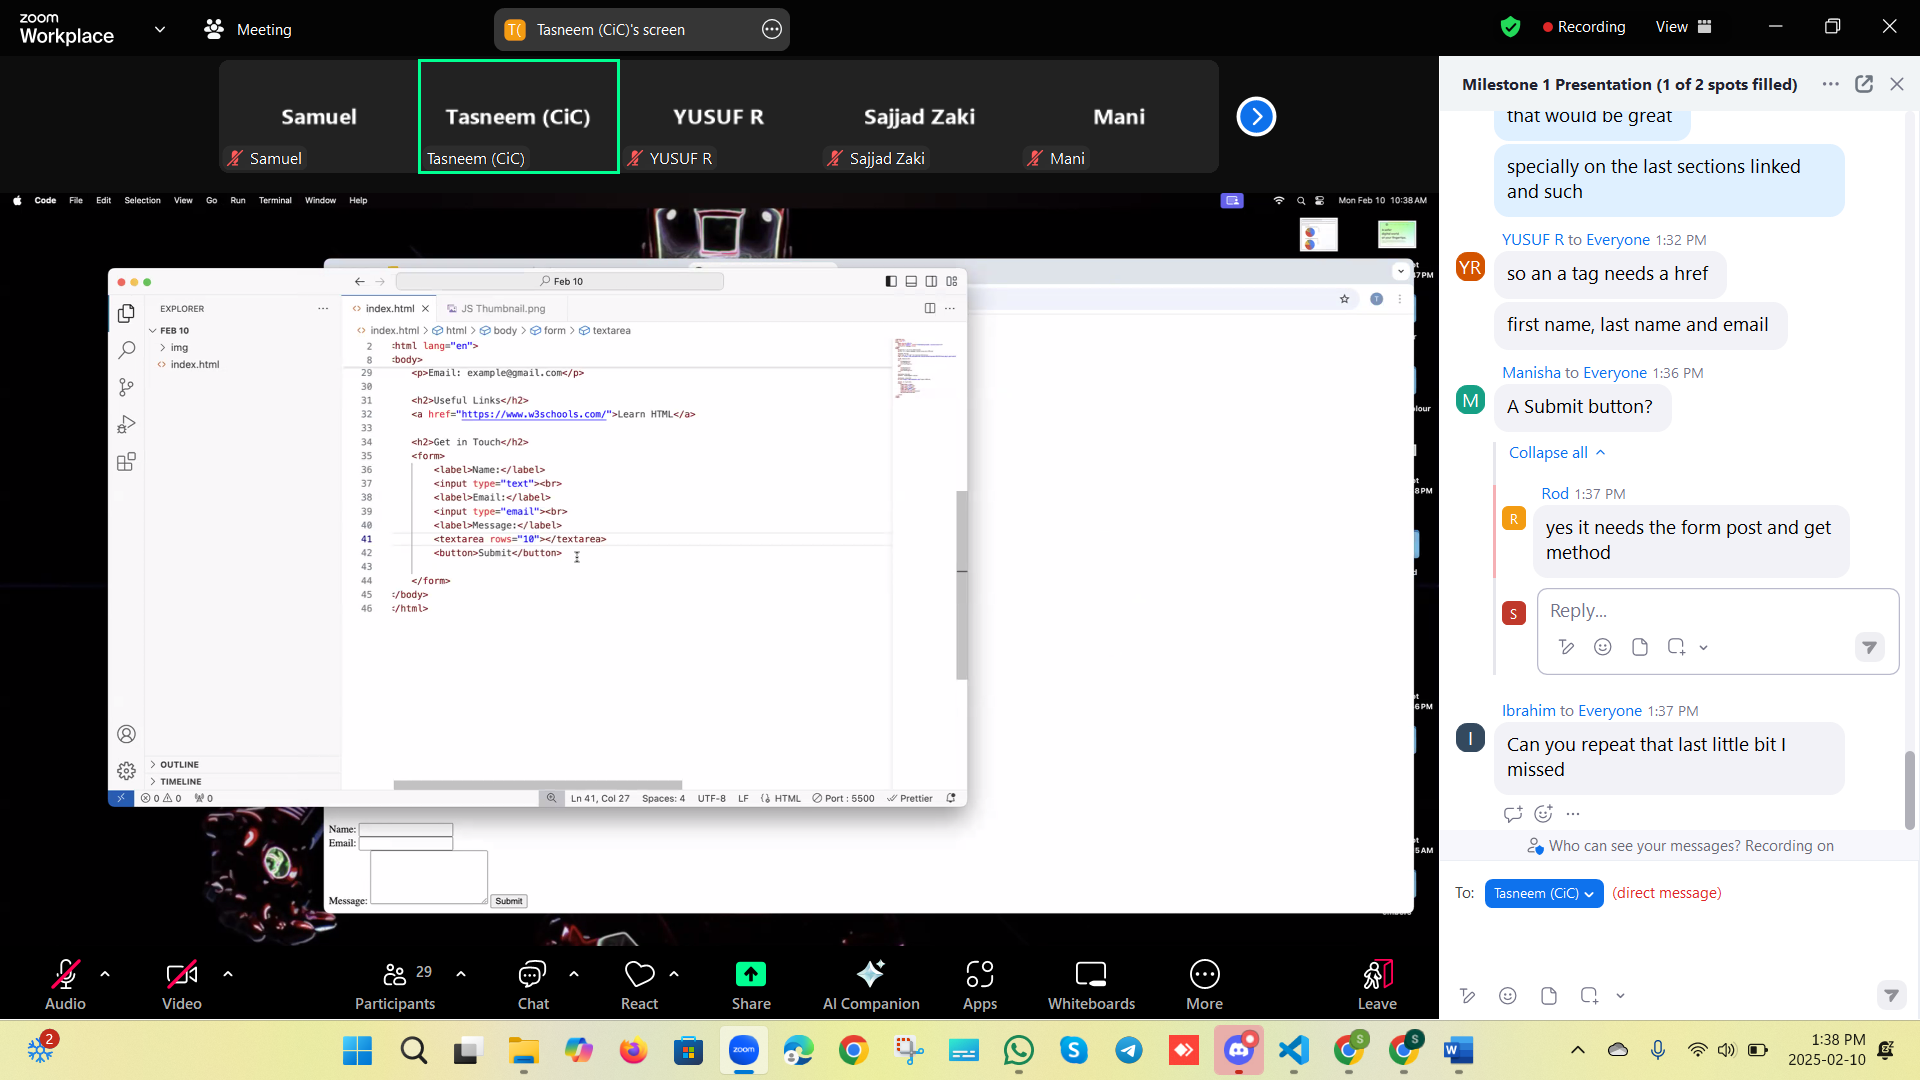 zoom
Workplace
Meeting
T(
Tasneem (CiC)'s screen
Recording
View
Samuel
Tasneem (CiC)
YUSUF R
Sajjad Zaki
Mani
Samuel
Tasneem (CiC)
YUSUF R
Sajjad Zaki
Mani
Code File Edit Selection View Go Run Terminal Window Help
Mon Feb 10 10:38 AM
Feb 10
EXPLORER
FEB 10
img
index.html
index.html
JS Thumbnail.png
index.html > html > body > form > textarea
2 :html lang="en">
8 :body>
29 <p>Email: example@gmail.com</p>
30
31 <h2>Useful Links</h2>
32 <a href="https://www.w3schools.com/">Learn HTML</a>
33
34 <h2>Get in Touch</h2>
35 <form>
36 <label>Name:</label>
37 <input type="text"><br>
38 <label>Email:</label>
39 <input type="email"><br>
40 <label>Message:</label>
41 <textarea rows="10"></textarea>
42 <button>Submit</button>
43
44 </form>
45 :/body>
46 :/html>
OUTLINE
TIMELINE
0 0 0
Ln 41, Col 27 Spaces: 4 UTF-8 LF HTML Port : 5500 Prettier
Name:
Email:
Message:
Submit
Milestone 1 Presentation (1 of 2 spots filled)
that would be great
specially on the last sections linked
and such
YUSUF R to Everyone 1:32 PM
YR
so an a tag needs a href
first name, last name and email
Manisha to Everyone 1:36 PM
M
A Submit button?
Collapse all
Rod 1:37 PM
R
yes it needs the form post and get
method
S
Reply...
Ibrahim to Everyone 1:37 PM
I
Can you repeat that last little bit I
missed
Who can see your messages? Recording on
To: Tasneem (CiC) (direct message)
Audio
Video
Participants
29
Chat
React
Share
AI Companion
Apps
Whiteboards
More
Leave
2
zoom
S
S
W
1:38 PM
2025-02-10